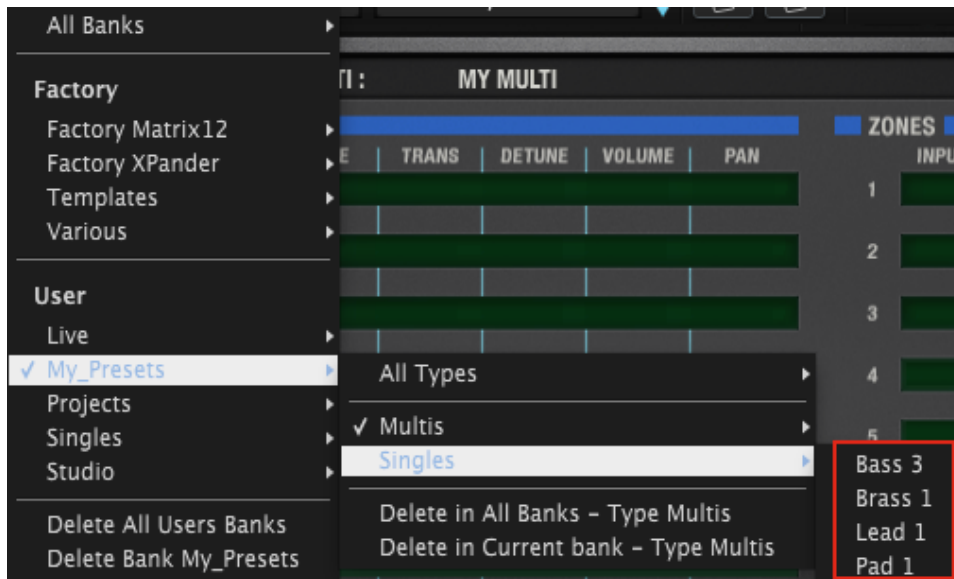 All Banks
Factory
Factory Matrix12
Factory XPander
Templates
Various
User
Live
✓ My_Presets
Projects
Singles
Studio
Delete All Users Banks
Delete Bank My_Presets
TI : MY MULTI
E TRANS DETUNE VOLUME PAN
ZONES
INPU
1
2
3
4
5
All Types
✓ Multis
Singles
Delete in All Banks – Type Multis
Delete in Current bank – Type Multis
Bass 3
Brass 1
Lead 1
Pad 1